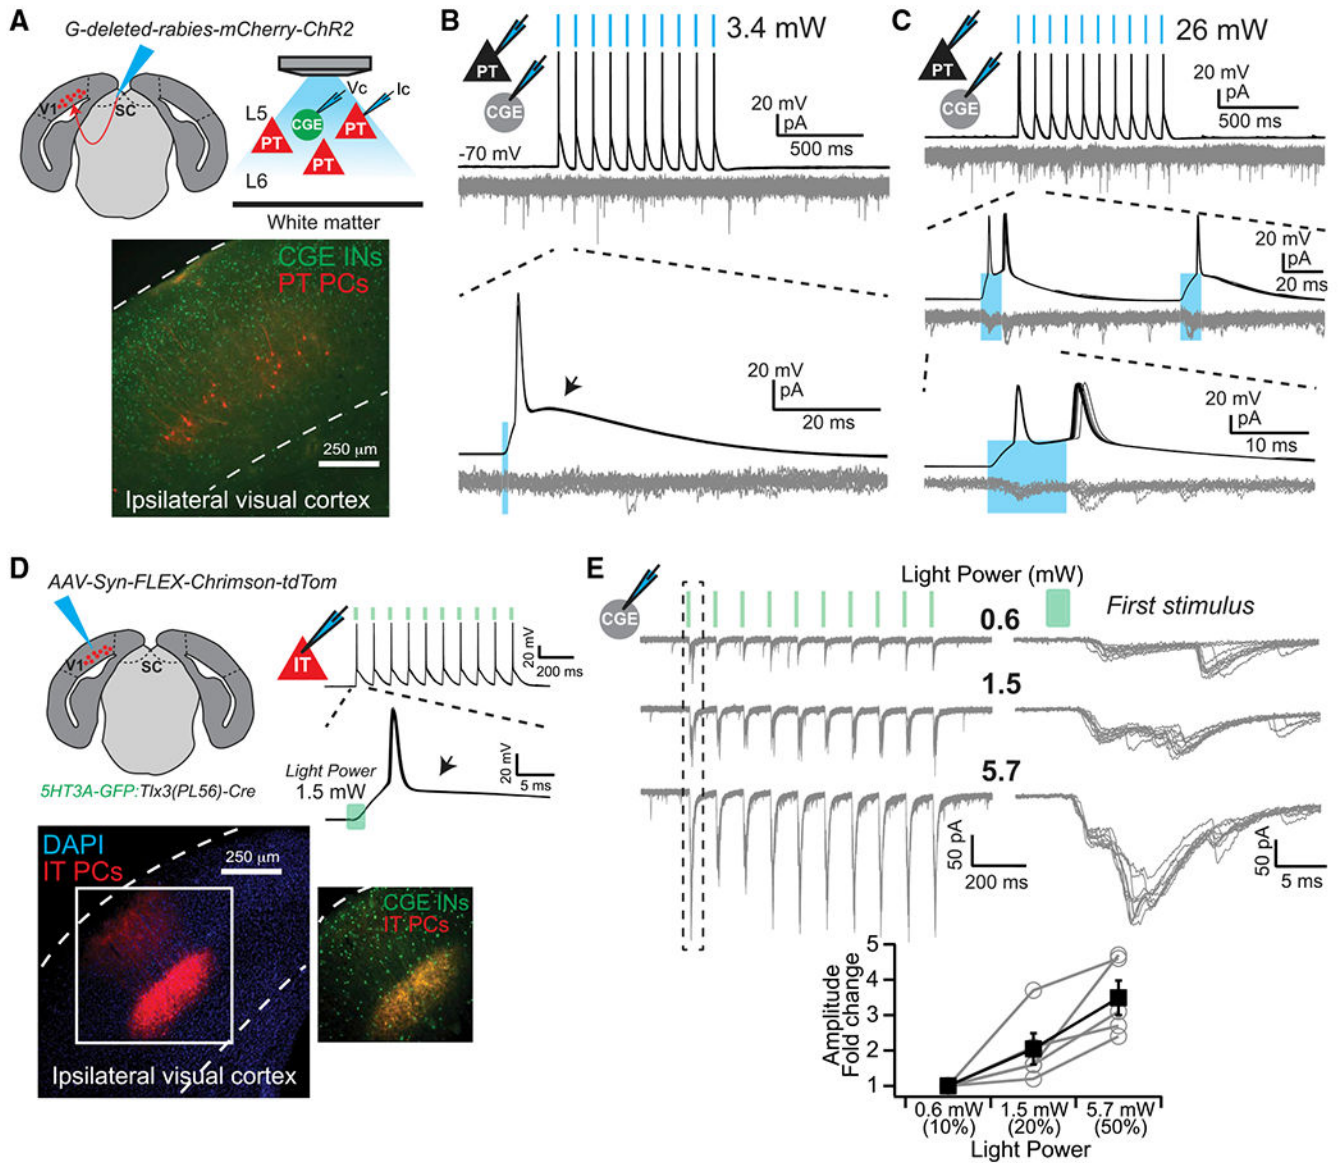 A
G-deleted-rabies-mCherry-ChR2
V1
SC
L5
L6
Vc
Ic
CGE
PT
PT
PT
White matter
CGE INs
PT PCs
250 μm
Ipsilateral visual cortex
B
PT
CGE
3.4 mW
20 mV
pA
500 ms
-70 mV
20 mV
pA
20 ms
C
PT
CGE
26 mW
20 mV
pA
500 ms
20 mV
pA
20 ms
20 mV
pA
10 ms
D
AAV-Syn-FLEX-Chrimson-tdTom
V1
SC
5HT3A-GFP:Tlx3(PL56)-Cre
IT
20 mV
200 ms
Light Power
1.5 mW
20 mV
5 ms
DAPI
IT PCs
250 μm
Ipsilateral visual cortex
CGE INs
IT PCs
E
CGE
Light Power (mW)
First stimulus
0.6
1.5
5.7
50 pA
200 ms
50 pA
5 ms
Amplitude
Fold change
5
4
3
2
1
0.6 mW
(10%)
1.5 mW
(20%)
5.7 mW
(50%)
Light Power